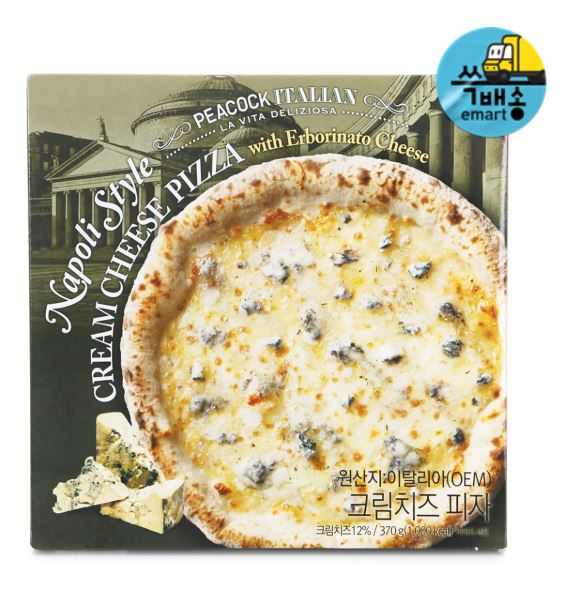 쓱배송
emart
PEACOCK ITALIAN
LA VITA DELIZIOSA
Napoli Style
CREAM CHEESE PIZZA
with Erborinato Cheese
원산지:이탈리아(OEM)
크림치즈 피자
크림치즈12% / 370g(1,090 kcal)